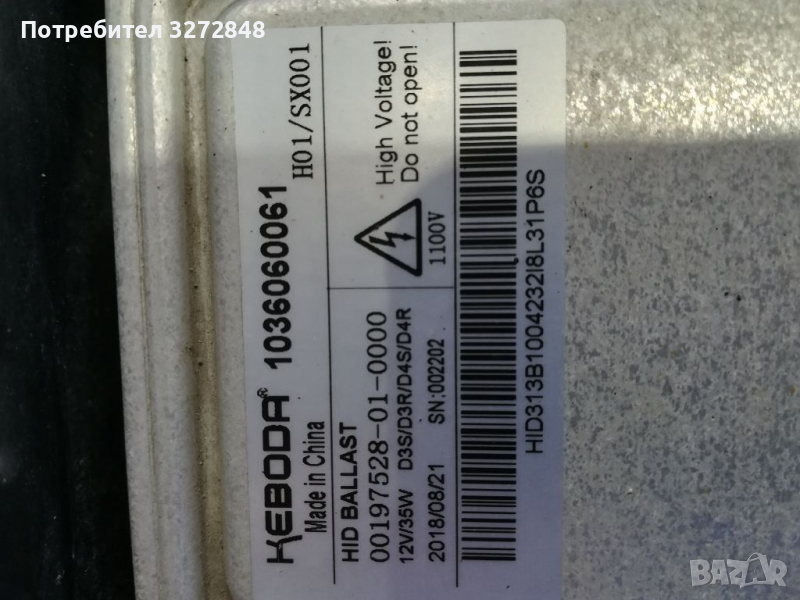 Потребител 3272848
KEBODA® 1036060061
Made in China
H01/SX001
HID BALLAST
00197528-01-0000
12V/35W D3S/D3R/D4S/D4R
2018/08/21 SN:002202
1100V
High Voltage!
Do not open!
HID313B1004232I8L31P6S
BAZAR